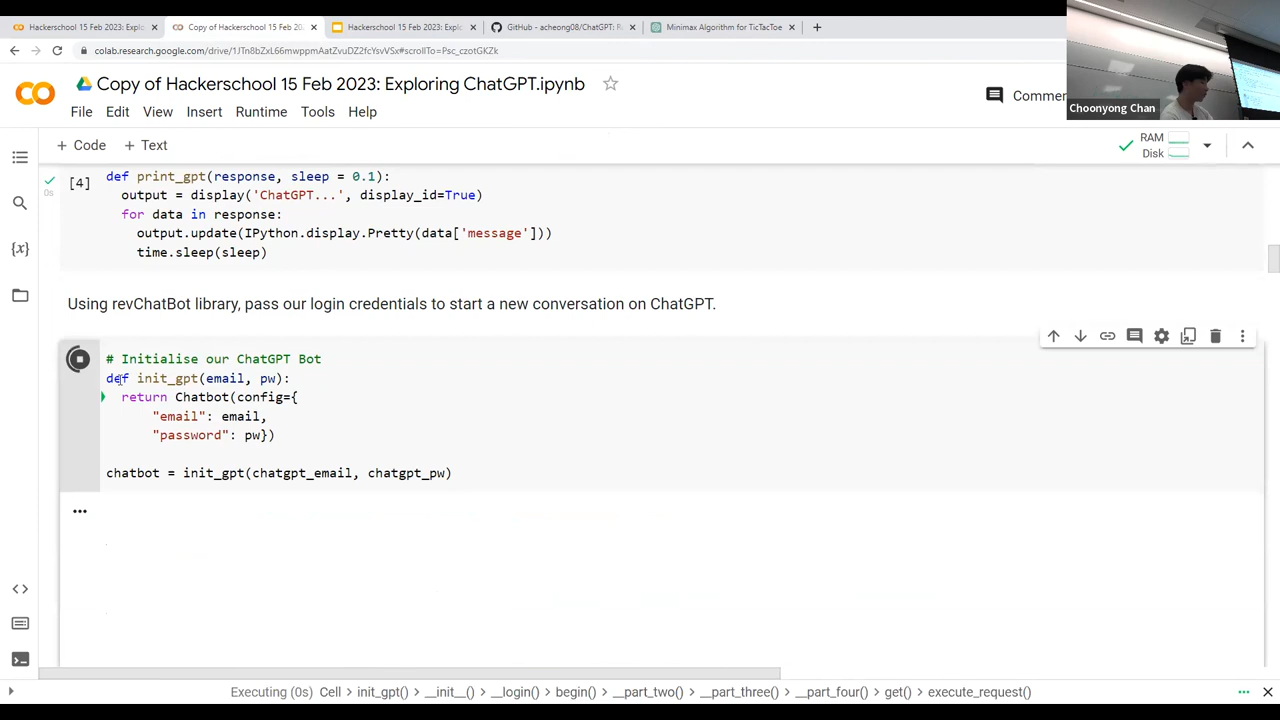 Hackerschool 15 Feb 2023: Explo
Copy of Hackerschool 15 Feb 20
Hackerschool 15 Feb 2023: Explo
GitHub - acheong08/ChatGPT: R
Minimax Algorithm for TicTacToe
colab.research.google.com/drive/1JTn8bZxL66mwppmAatZvuDZ2fcYsvVSx#scrollTo=Psc_czotGKZk
Copy of Hackerschool 15 Feb 2023: Exploring ChatGPT.ipynb
Commen
Choonyong Chan
File Edit View Insert Runtime Tools Help
+ Code + Text
RAM
Disk
[4]
0s
def print_gpt(response, sleep = 0.1):
output = display('ChatGPT...', display_id=True)
for data in response:
output.update(IPython.display.Pretty(data['message']))
time.sleep(sleep)
Using revChatBot library, pass our login credentials to start a new conversation on ChatGPT.
# Initialise our ChatGPT Bot
def init_gpt(email, pw):
return Chatbot(config={
"email": email,
"password": pw})
chatbot = init_gpt(chatgpt_email, chatgpt_pw)
Executing (0s) Cell > init_gpt() > __init__() > __login() > begin() > __part_two() > __part_three() > __part_four() > get() > execute_request()